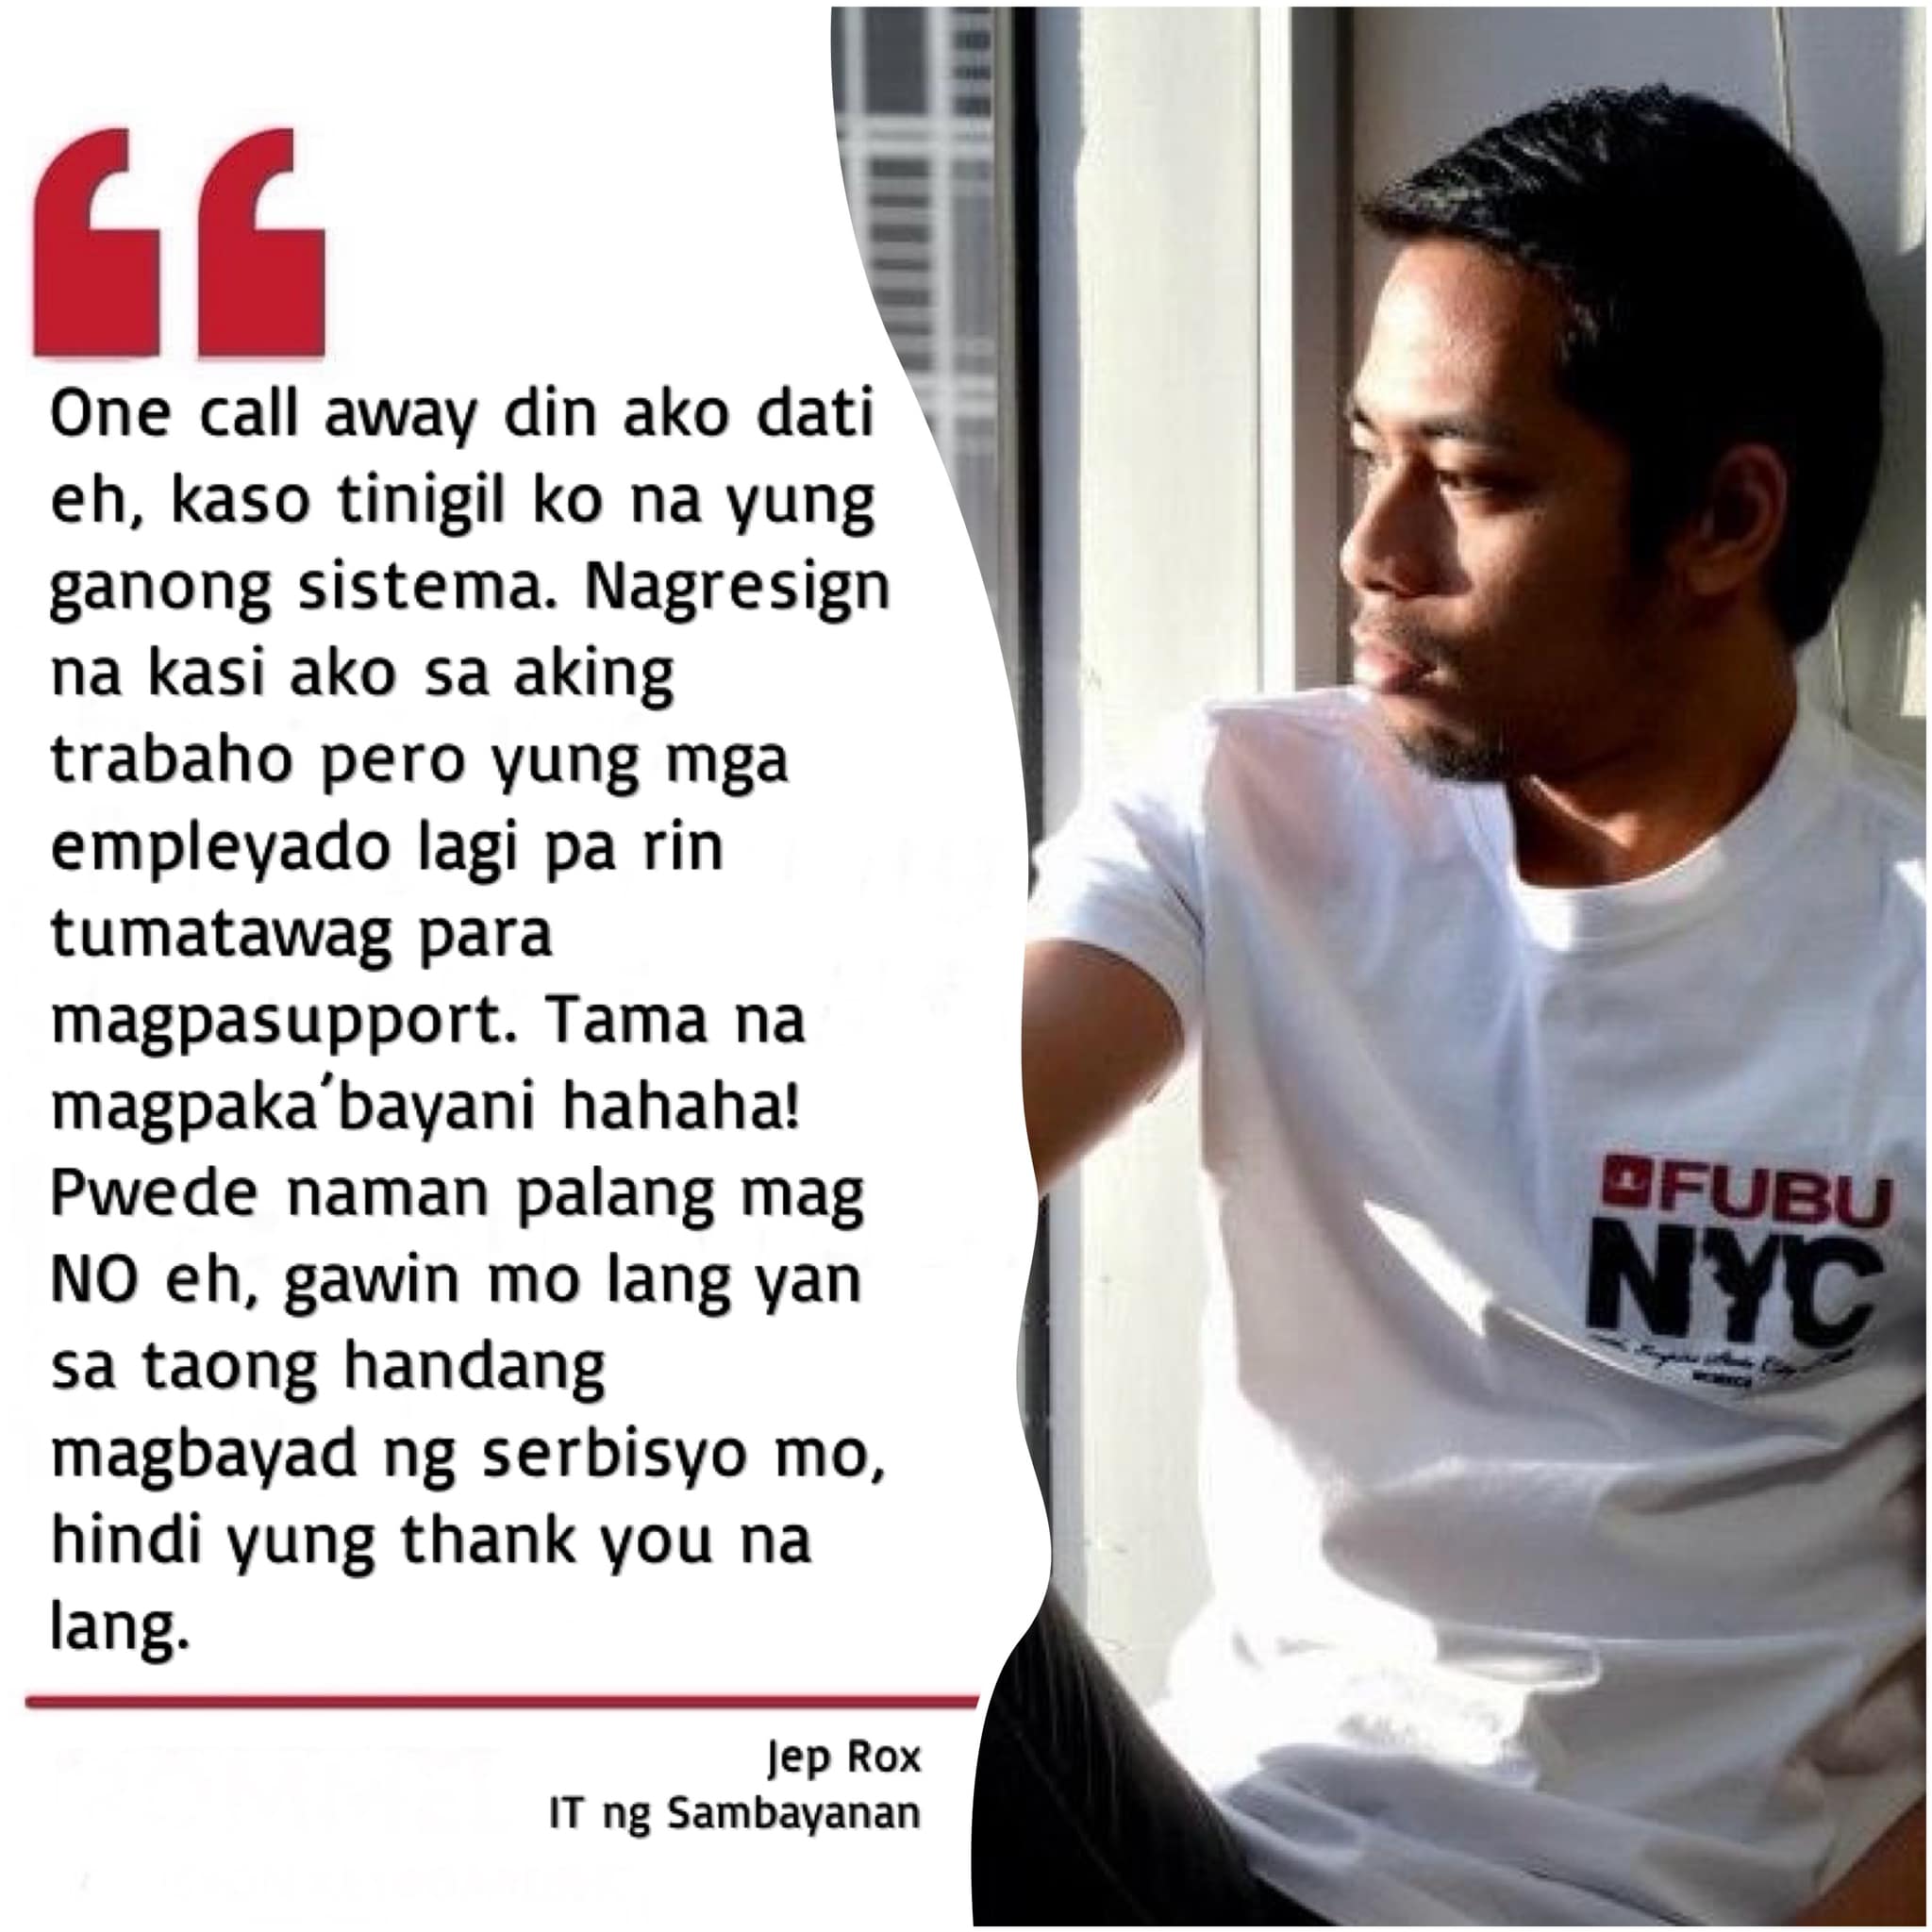 One call away din ako dati
eh, kaso tinigil ko na yung
ganong sistema. Nagresign
na kasi ako sa aking
trabaho pero yung mga
empleyado lagi pa rin
tumatawag para
magpasupport. Tama na
magpaka'bayani hahaha!
Pwede naman palang mag
NO eh, gawin mo lang yan
sa taong handang
magbayad ng serbisyo mo,
hindi yung thank you na
lang.
Jep Rox
IT ng Sambayanan
FUBU
NYC